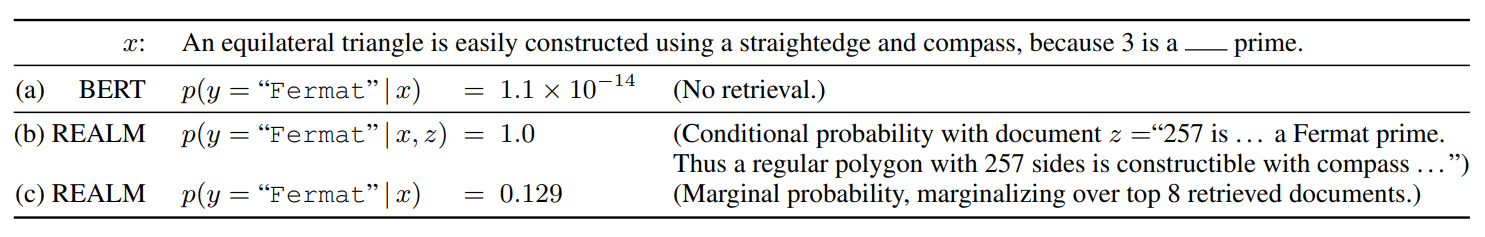 x: An equilateral triangle is easily constructed using a straightedge and compass, because 3 is a ___ prime.
(a) BERT p(y = “Fermat” | x) = 1.1 × 10⁻¹⁴ (No retrieval.)
(b) REALM p(y = “Fermat” | x, z) = 1.0 (Conditional probability with document z =“257 is … a Fermat prime.
Thus a regular polygon with 257 sides is constructible with compass …”)
(c) REALM p(y = “Fermat” | x) = 0.129 (Marginal probability, marginalizing over top 8 retrieved documents.)